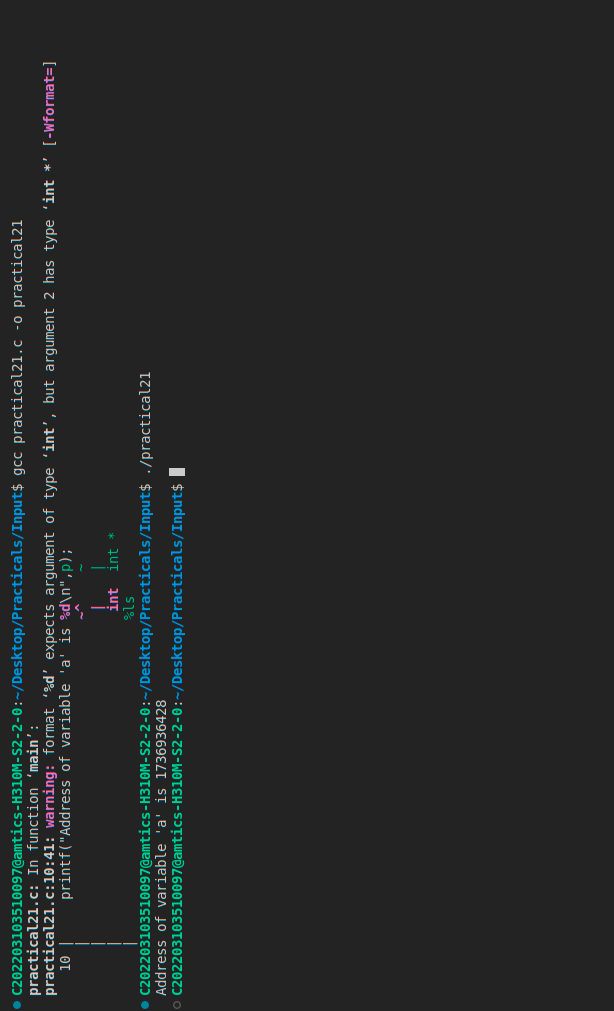 C202203103510097@amtics-H310M-S2-2-0:~/Desktop/Practicals/Input$ gcc practical21.c -o practical21
practical21.c: In function ‘main’:
practical21.c:10:41: warning: format ‘%d’ expects argument of type ‘int’, but argument 2 has type ‘int *’ [-Wformat=]
   10 |     printf("Address of variable 'a' is %d\n",p);
      |                                        ~^    ~
      |                                         |    |
      |                                         int  int *
      |                                        %ls
C202203103510097@amtics-H310M-S2-2-0:~/Desktop/Practicals/Input$ ./practical21
Address of variable 'a' is 1736936428
C202203103510097@amtics-H310M-S2-2-0:~/Desktop/Practicals/Input$